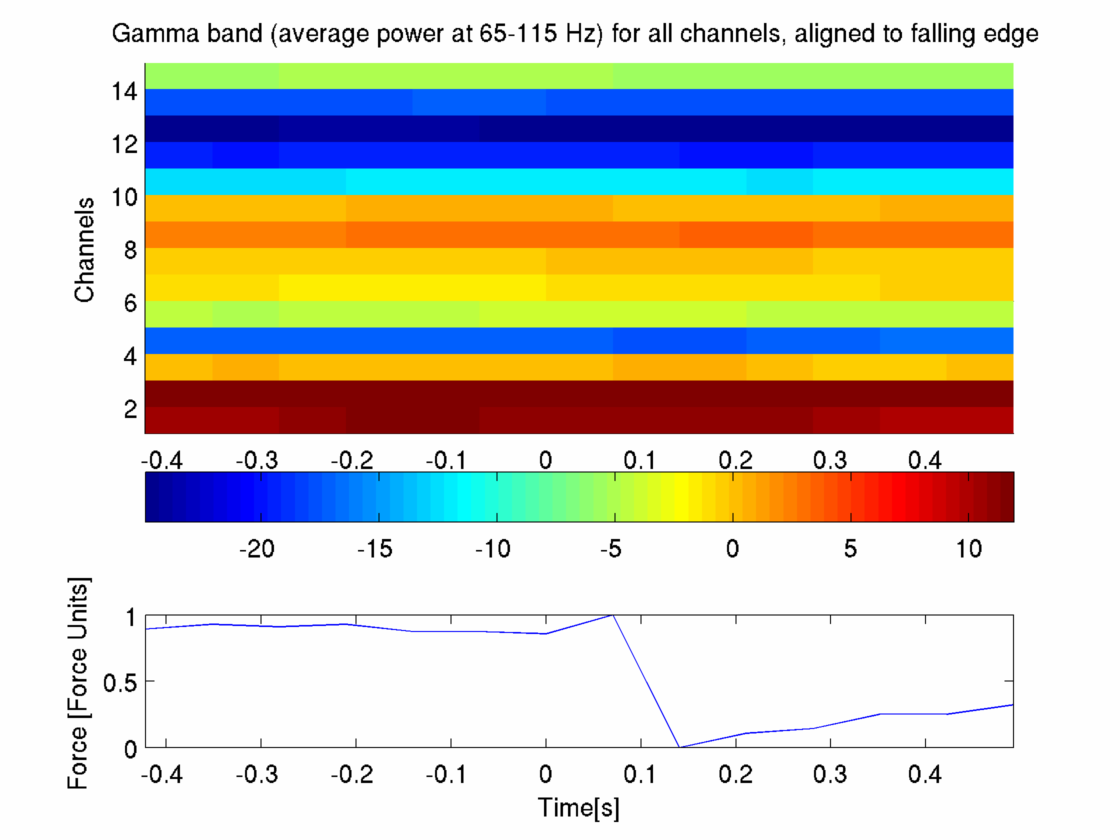 Gamma band (average power at 65-115 Hz) for all channels, aligned to falling edge
14
12
10
8
6
4
2
Channels
-0.4 -0.3 -0.2 -0.1 0 0.1 0.2 0.3 0.4
-20 -15 -10 -5 0 5 10
Force [Force Units]
1
0.5
0
-0.4 -0.3 -0.2 -0.1 0 0.1 0.2 0.3 0.4
Time[s]